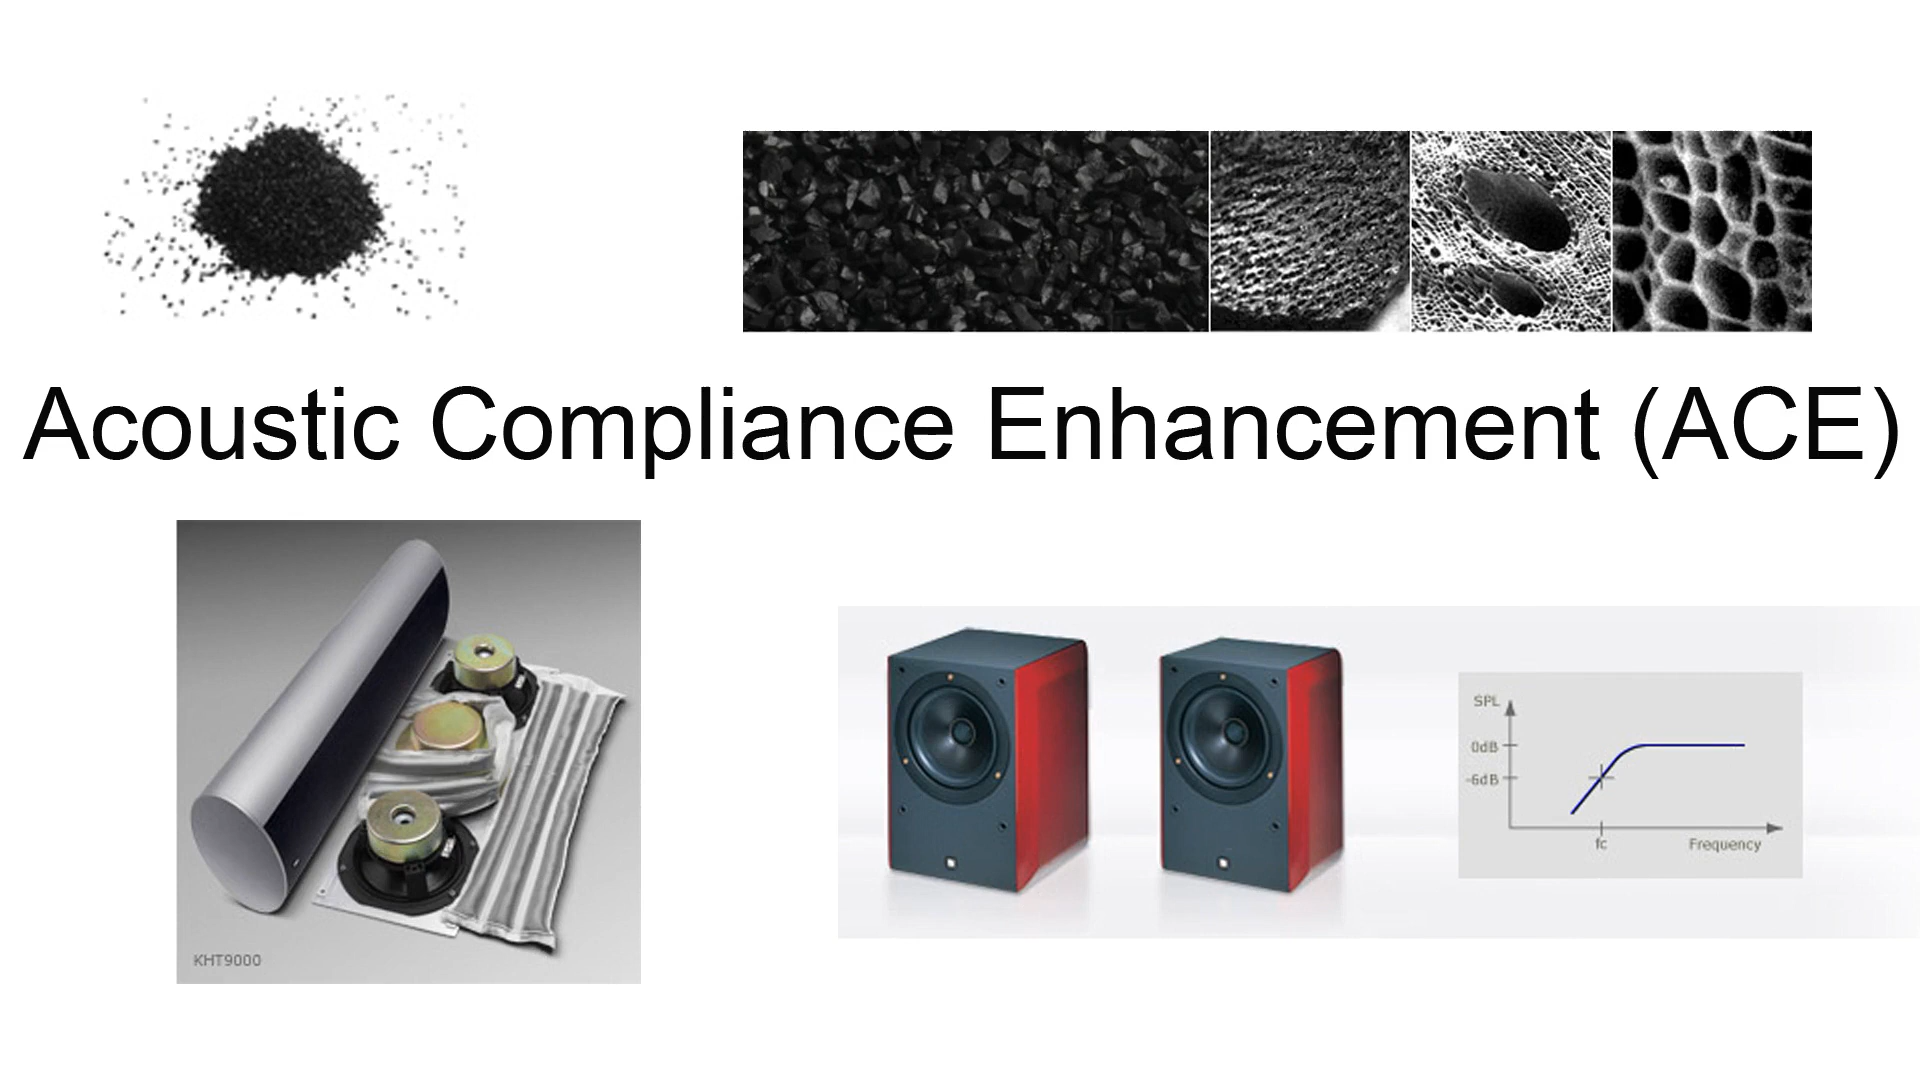 Acoustic Compliance Enhancement (ACE)
KHT9000
SPL
0dB
-6dB
fc
Frequency